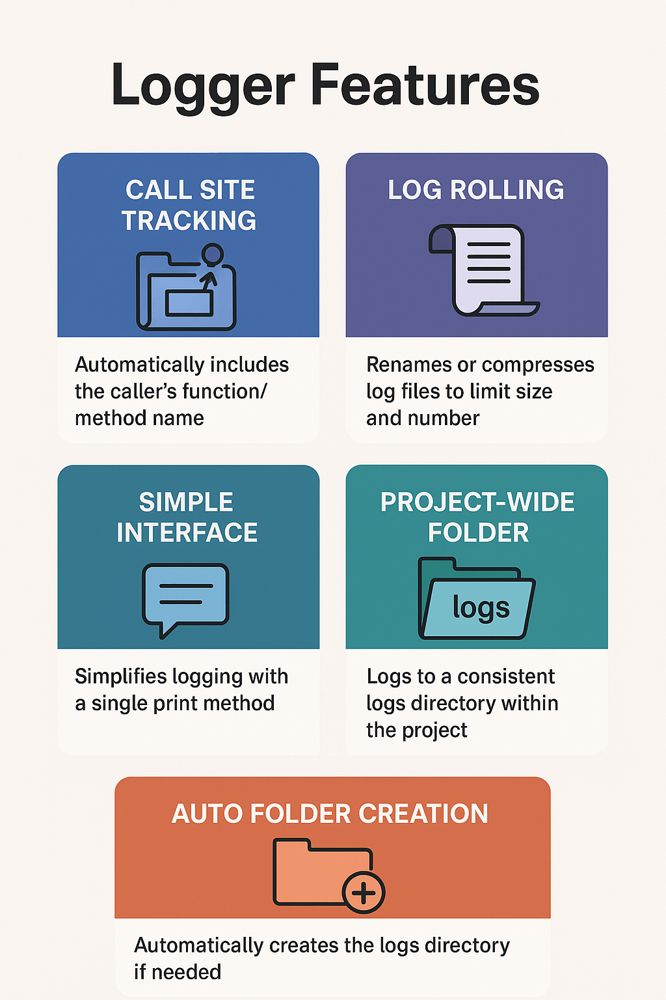 Logger Features
CALL SITE
TRACKING
Automatically includes
the caller’s function/
method name
LOG ROLLING
Renames or compresses
log files to limit size
and number
SIMPLE
INTERFACE
Simplifies logging with
a single print method
PROJECT-WIDE
FOLDER
logs
Logs to a consistent
logs directory within
the project
AUTO FOLDER CREATION
Automatically creates the logs directory
if needed